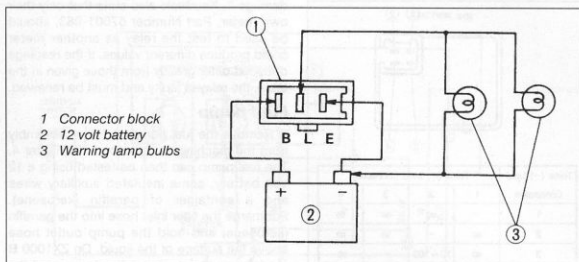 1 Connector block
2 12 volt battery
3 Warning lamp bulbs
1
B L E
+ −
2
3